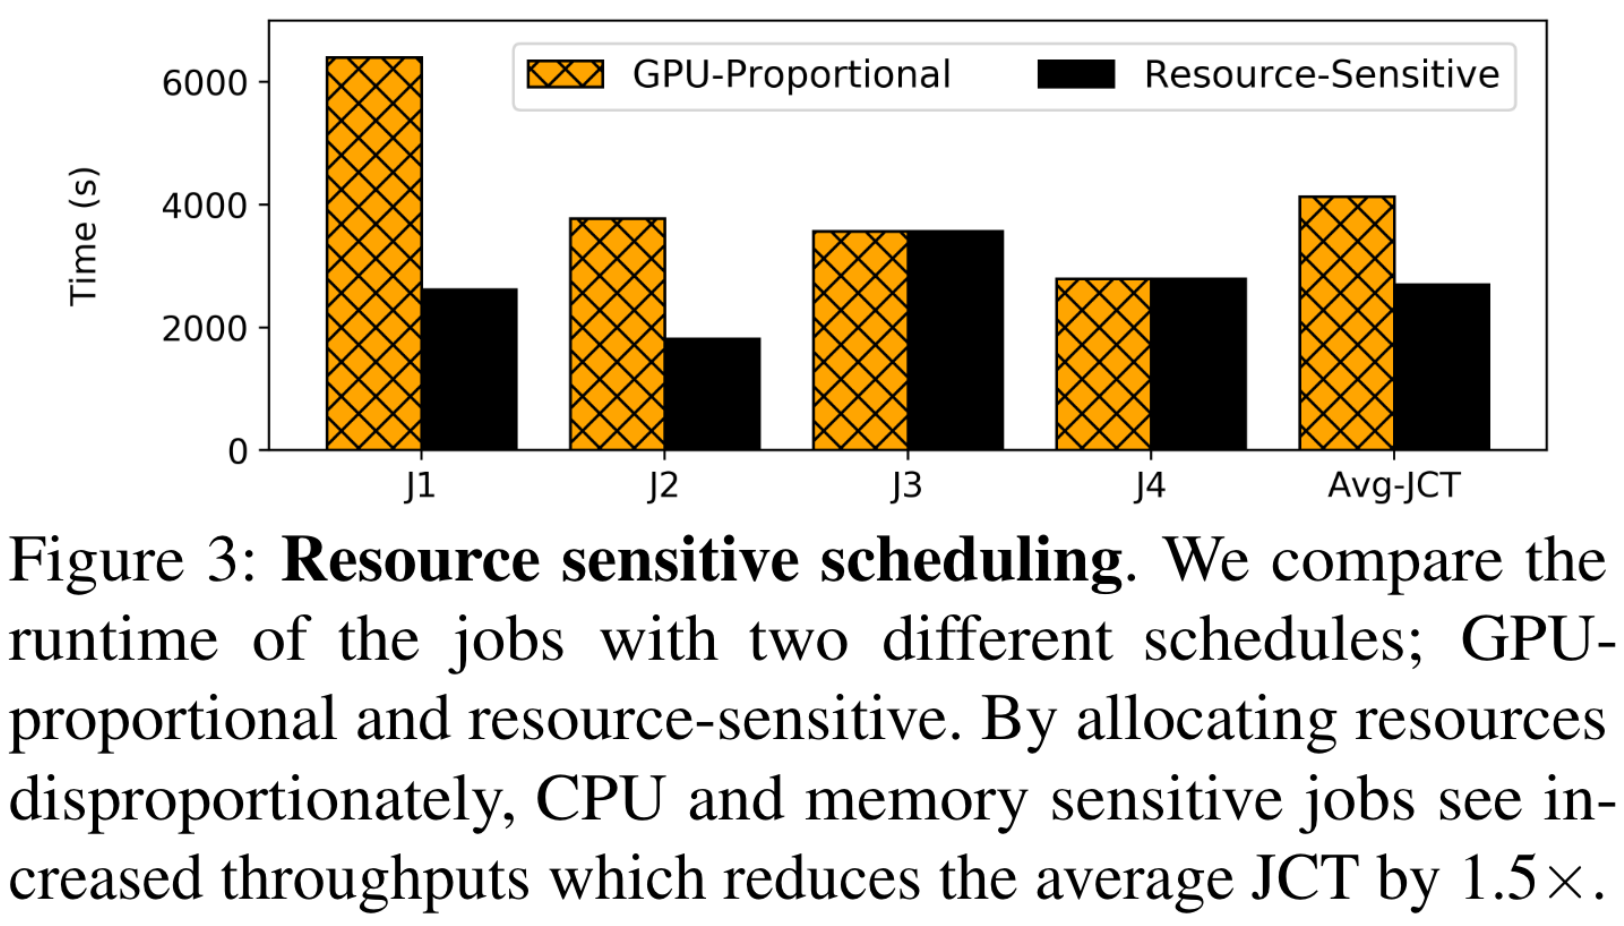 GPU-Proportional Resource-Sensitive
Time (s)
6000
4000
2000
0
J1 J2 J3 J4 Avg-JCT
Figure 3: Resource sensitive scheduling. We compare the
runtime of the jobs with two different schedules; GPU-
proportional and resource-sensitive. By allocating resources
disproportionately, CPU and memory sensitive jobs see in-
creased throughputs which reduces the average JCT by 1.5×.